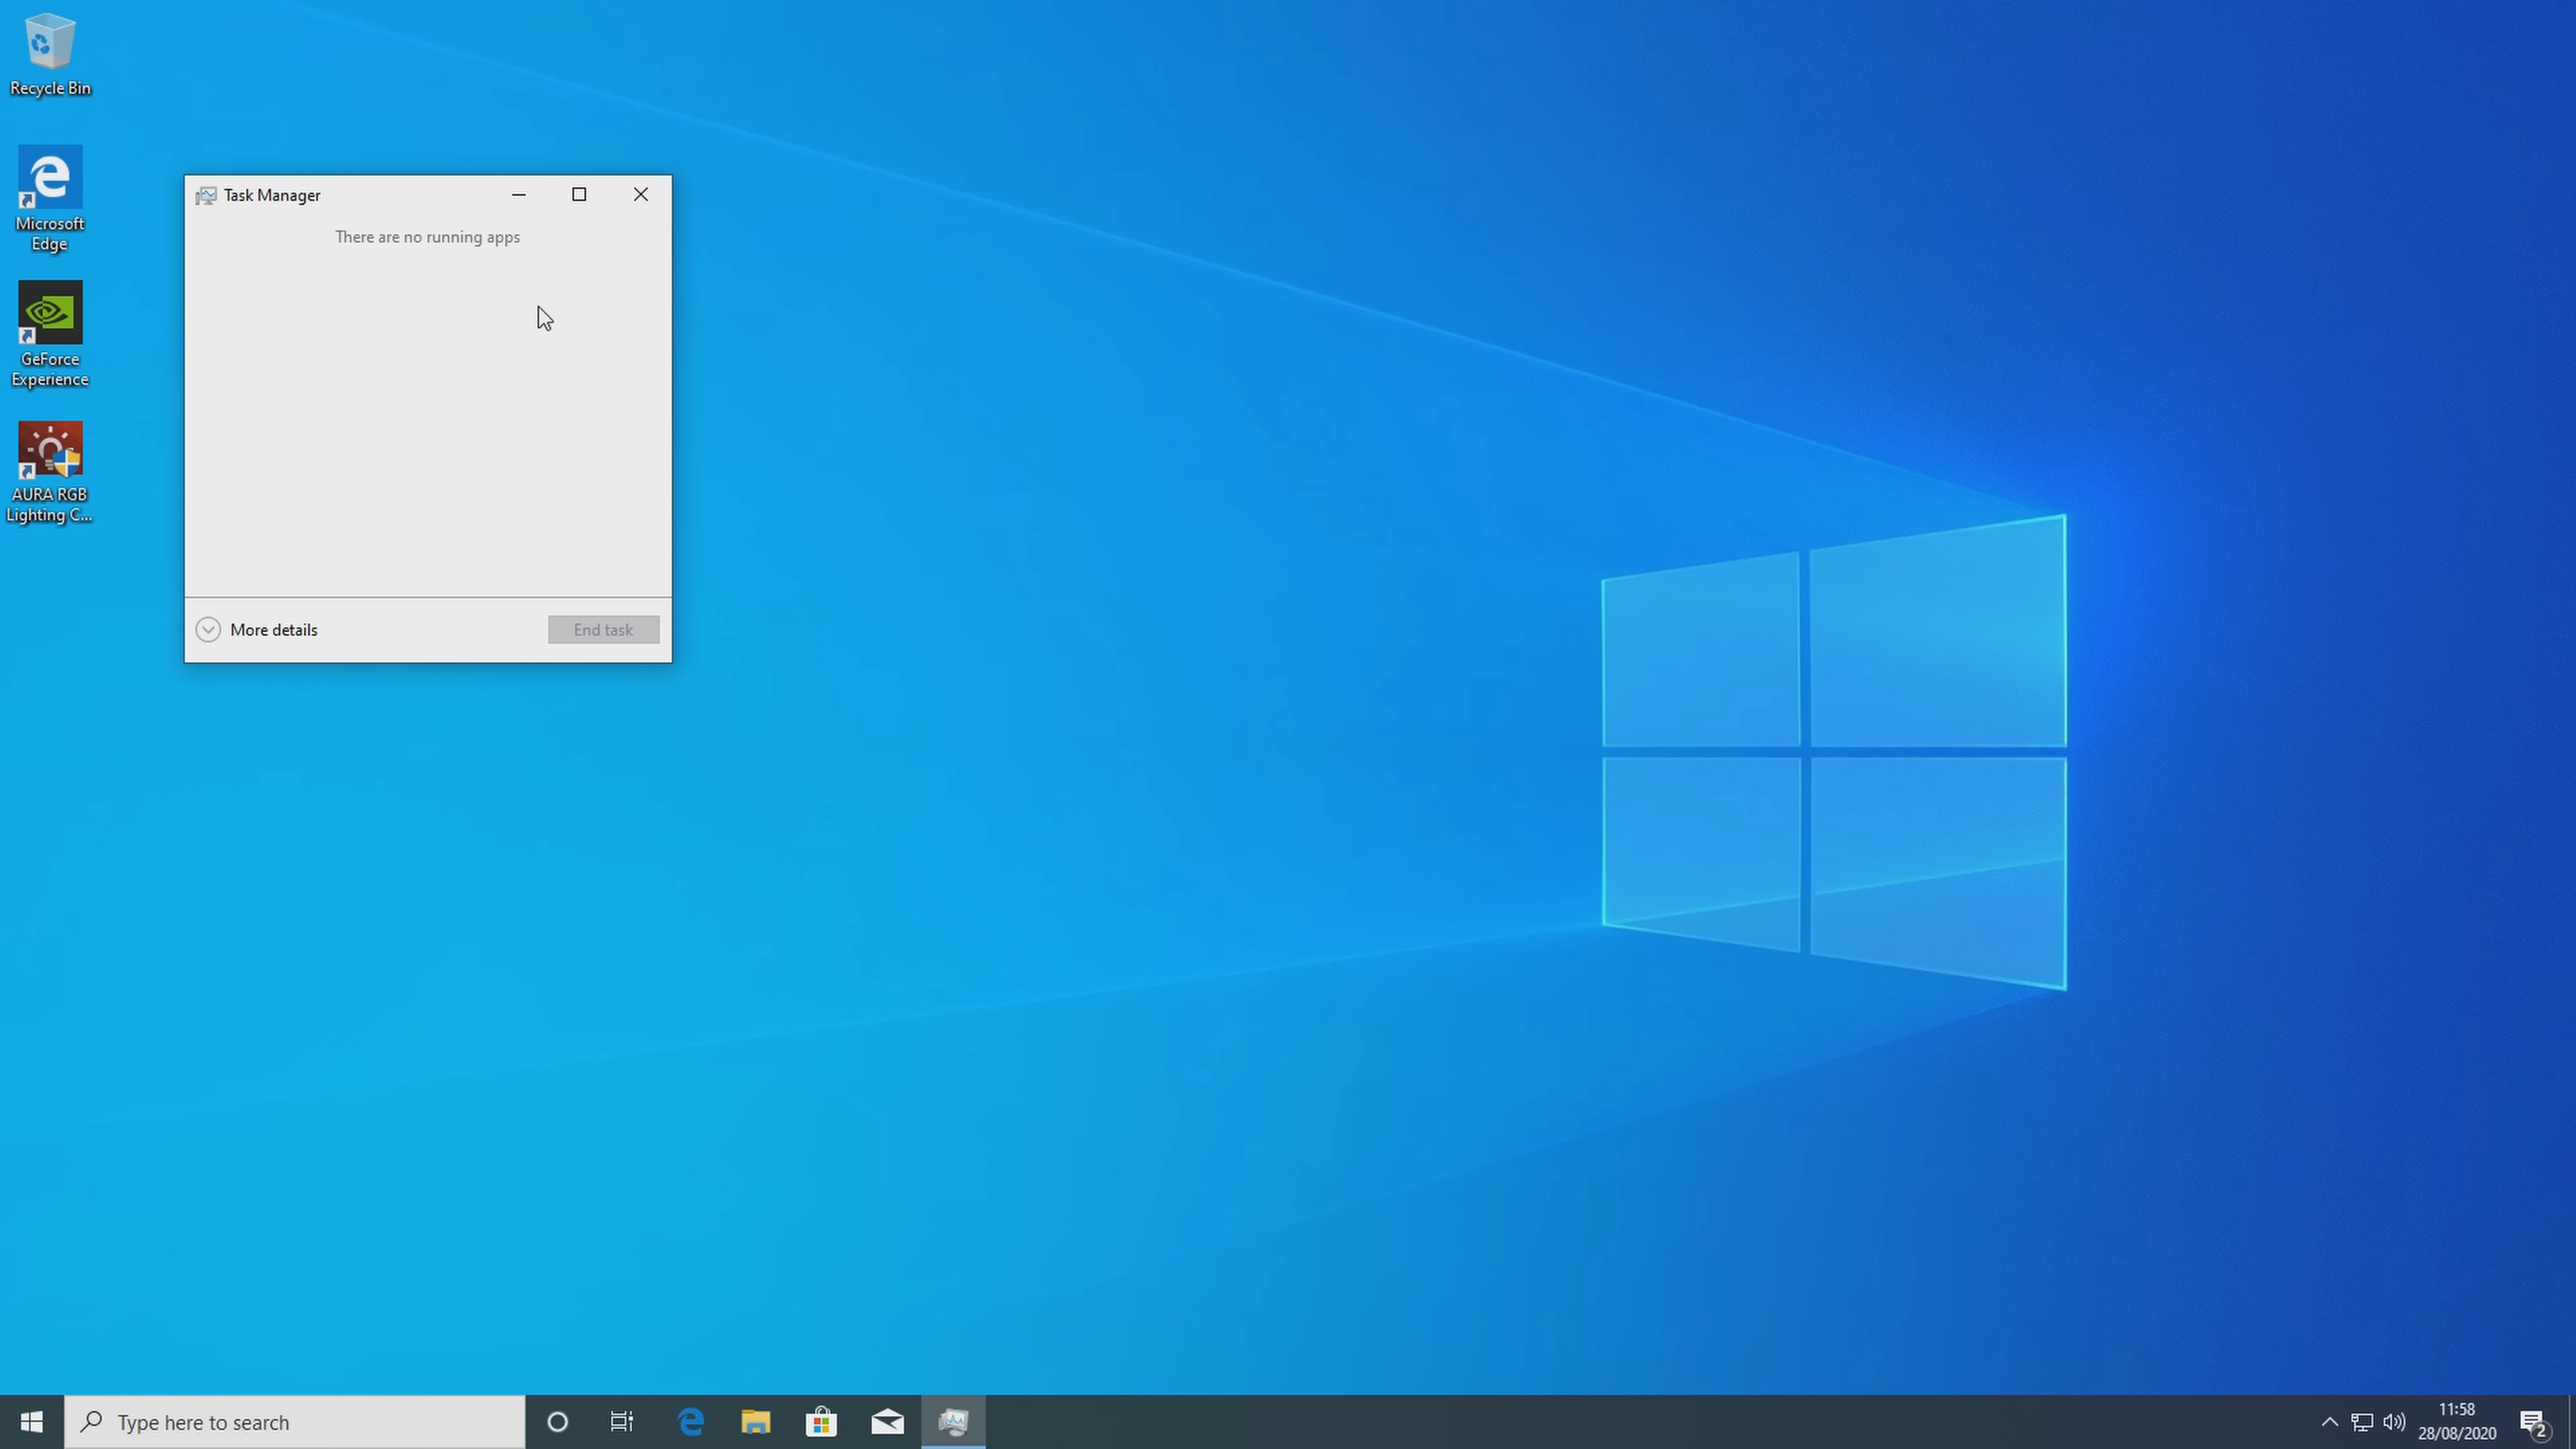 Recycle Bin
Microsoft
Edge
GeForce
Experience
AURA RGB
Lighting C...
Task Manager
There are no running apps
More details
End task
Type here to search
11:58
28/08/2020
2